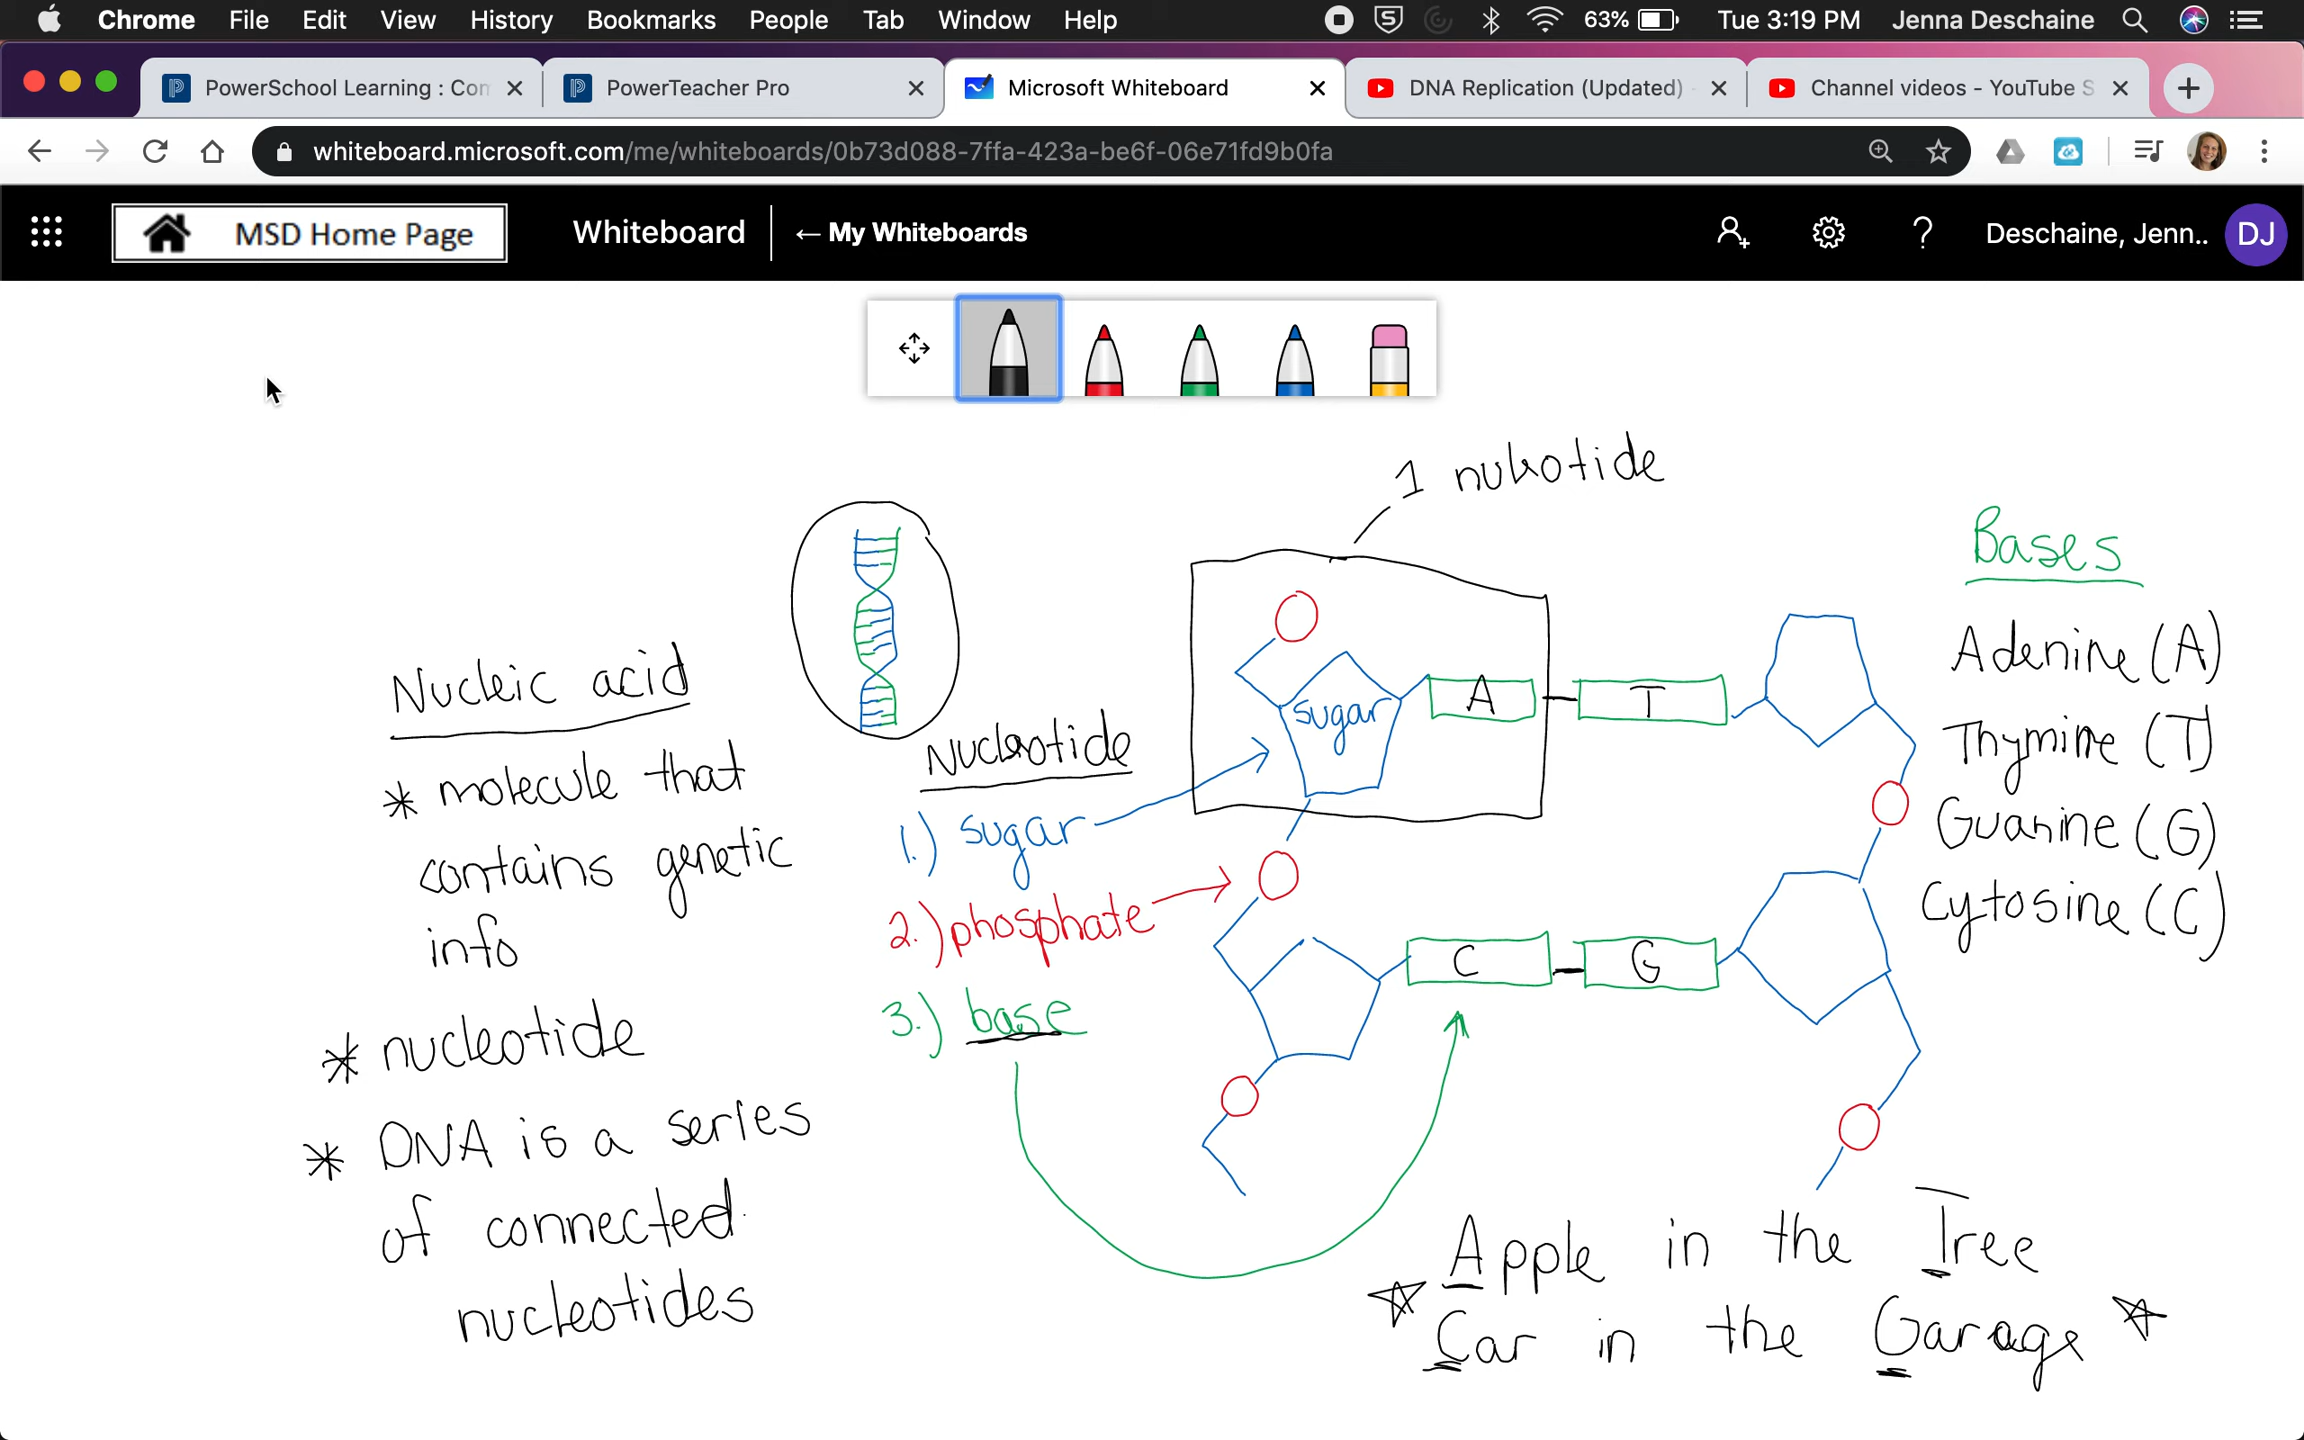 Chrome File Edit View History Bookmarks People Tab Window Help 63% Tue 3:19 PM Jenna Deschaine
PowerSchool Learning : Con
PowerTeacher Pro
Microsoft Whiteboard
DNA Replication (Updated)
Channel videos - YouTube S
whiteboard.microsoft.com/me/whiteboards/0b73d088-7ffa-423a-be6f-06e71fd9b0fa
MSD Home Page
Whiteboard
← My Whiteboards
?
Deschaine, Jenn..
DJ
Nucleic acid
* molecule that
contains genetic
info
* nucleotide
* DNA is a series
of connected
nucleotides
Nucleotide
1.) sugar
2.) phosphate
3.) base
1 nucleotide
sugar
A
T
C
G
Bases
Adenine (A)
Thymine (T)
Guanine (G)
Cytosine (C)
Apple in the Tree
Car in the Garage